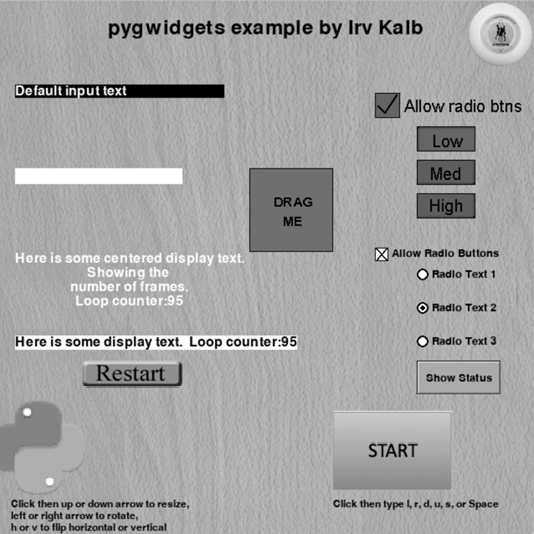 pygwidgets example by Irv Kalb
Default input text
Allow radio btns
Low
Med
High
DRAG
ME
Here is some centered display text.
Showing the
number of frames.
Loop counter:95
Allow Radio Buttons
Radio Text 1
Radio Text 2
Radio Text 3
Here is some display text.  Loop counter:95
Restart
Show Status
START
Click then up or down arrow to resize,
left or right arrow to rotate,
h or v to flip horizontal or vertical
Click then type l, r, d, u, s, or Space